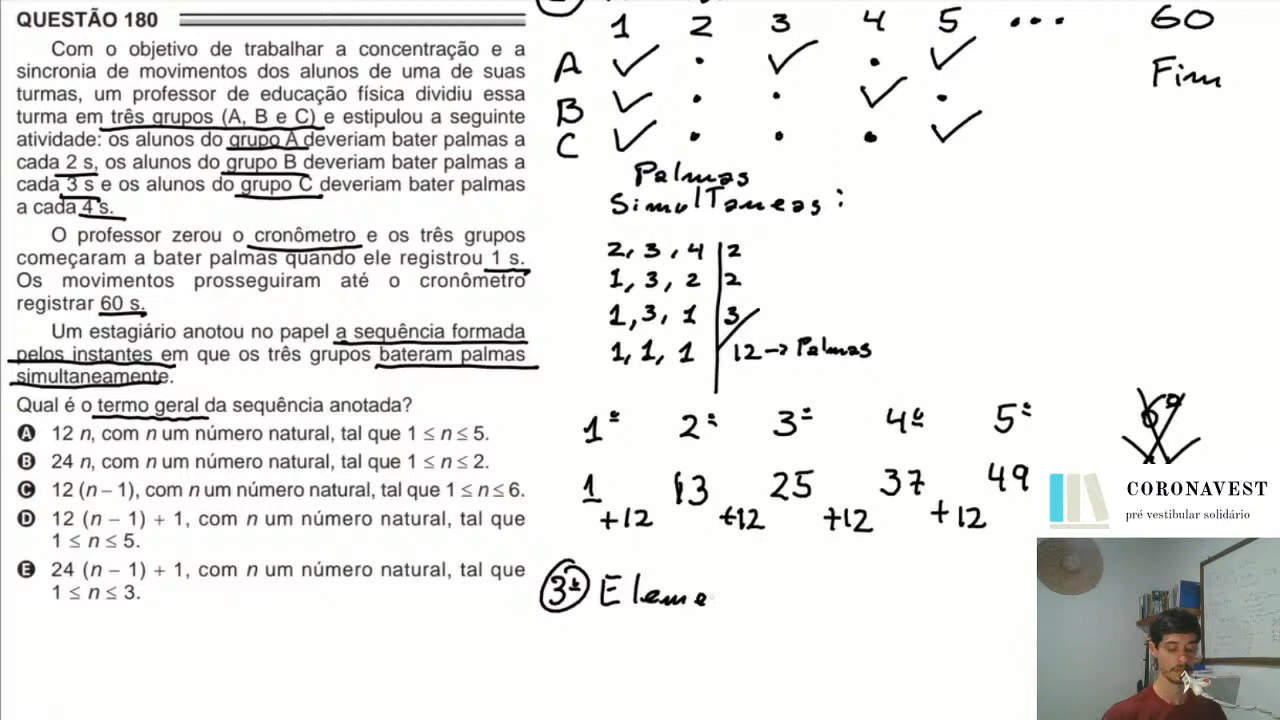 QUESTÃO 180
Com o objetivo de trabalhar a concentração e a
sincronia de movimentos dos alunos de uma de suas
turmas, um professor de educação física dividiu essa
turma em três grupos (A, B e C) e estipulou a seguinte
atividade: os alunos do grupo A deveriam bater palmas a
cada 2 s, os alunos do grupo B deveriam bater palmas a
cada 3 s e os alunos do grupo C deveriam bater palmas
a cada 4 s.
O professor zerou o cronômetro e os três grupos
começaram a bater palmas quando ele registrou 1 s.
Os movimentos prosseguiram até o cronômetro
registrar 60 s.
Um estagiário anotou no papel a sequência formada
pelos instantes em que os três grupos bateram palmas
simultaneamente.
Qual é o termo geral da sequência anotada?
A 12 n, com n um número natural, tal que 1 ≤ n ≤ 5.
B 24 n, com n um número natural, tal que 1 ≤ n ≤ 2.
C 12 (n – 1), com n um número natural, tal que 1 ≤ n ≤ 6.
D 12 (n – 1) + 1, com n um número natural, tal que
1 ≤ n ≤ 5.
E 24 (n – 1) + 1, com n um número natural, tal que
1 ≤ n ≤ 3.
1 2 3 4 5 ... 60
A ✓ . ✓ . ✓ Fim
B ✓ . . ✓ .
C ✓ . . . ✓
Palmas
Simultaneas:
2, 3, 4 | 2
1, 3, 2 | 2
1, 3, 1 | 3
1, 1, 1 | 12 → Palmas
1ª 2ª 3ª 4ª 5ª
1 13 25 37 49
+12 +12 +12 +12
3ª Eleme
CORONAVEST
pré vestibular solidário